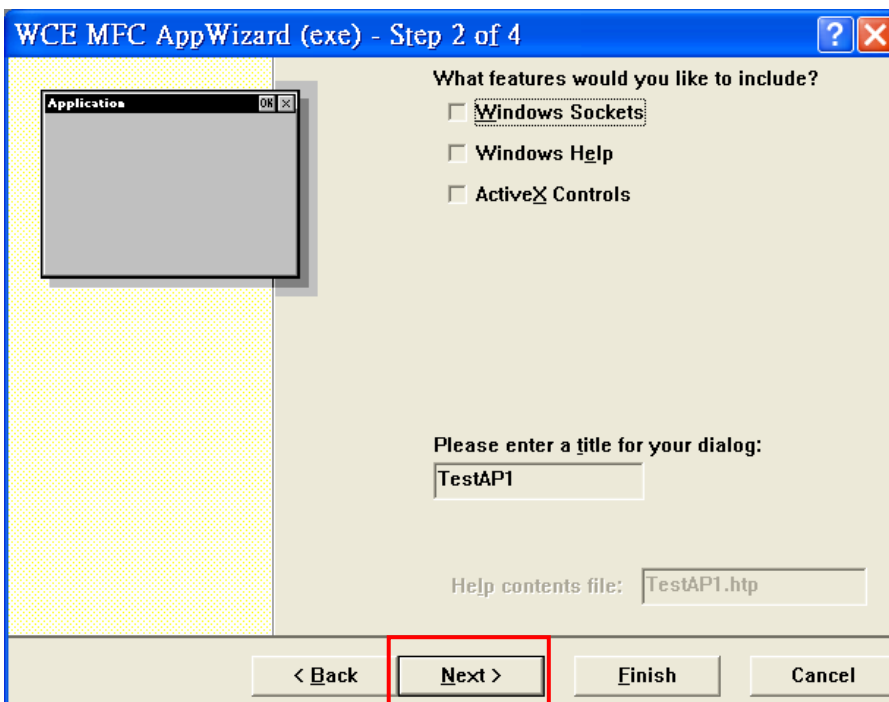 WCE MFC AppWizard (exe) - Step 2 of 4
Application OK
What features would you like to include?
Windows Sockets
Windows Help
ActiveX Controls
Please enter a title for your dialog:
TestAP1
Help contents file: TestAP1.htp
< Back Next > Finish Cancel